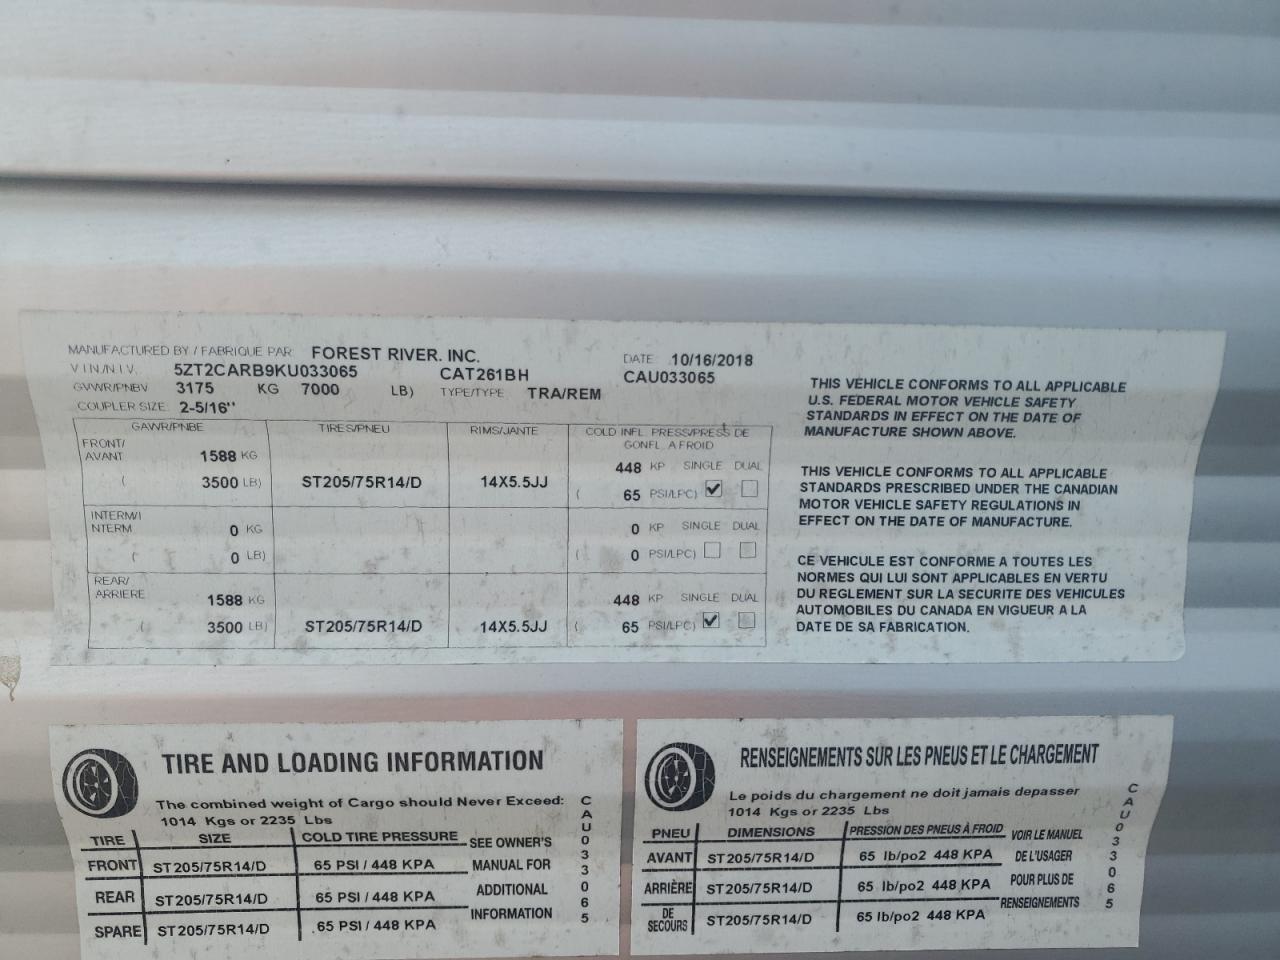 MANUFACTURED BY / FABRIQUE PAR FOREST RIVER. INC. DATE 10/16/2018
V I N/N I V. 5ZT2CARB9KU033065 CAT261BH CAU033065
GVWR/PNBV 3175 KG 7000 LB) TYPE/TYPE TRA/REM
COUPLER SIZE 2-5/16''
GAWR/PNBE TIRES/PNEU RIMS/JANTE COLD INFL. PRESS/PRESS DE
GONFL. A FROID
FRONT/
AVANT 1588 KG 448 KP SINGLE DUAL
( 3500 LB) ST205/75R14/D 14X5.5JJ ( 65 PSI/LPC)
INTERM/I
NTERM 0 KG 0 KP SINGLE DUAL
( 0 LB) ( 0 PSI/LPC)
REAR/
ARRIERE 1588 KG 448 KP SINGLE DUAL
( 3500 LB) ST205/75R14/D 14X5.5JJ ( 65 PSI/LPC)
THIS VEHICLE CONFORMS TO ALL APPLICABLE
U.S. FEDERAL MOTOR VEHICLE SAFETY
STANDARDS IN EFFECT ON THE DATE OF
MANUFACTURE SHOWN ABOVE.
THIS VEHICLE CONFORMS TO ALL APPLICABLE
STANDARDS PRESCRIBED UNDER THE CANADIAN
MOTOR VEHICLE SAFETY REGULATIONS IN
EFFECT ON THE DATE OF MANUFACTURE.
CE VEHICULE EST CONFORME A TOUTES LES
NORMES QUI LUI SONT APPLICABLES EN VERTU
DU REGLEMENT SUR LA SECURITE DES VEHICULES
AUTOMOBILES DU CANADA EN VIGUEUR A LA
DATE DE SA FABRICATION.
TIRE AND LOADING INFORMATION
The combined weight of Cargo should Never Exceed:
1014 Kgs or 2235 Lbs
TIRE SIZE COLD TIRE PRESSURE SEE OWNER'S
FRONT ST205/75R14/D 65 PSI / 448 KPA MANUAL FOR
REAR ST205/75R14/D 65 PSI / 448 KPA ADDITIONAL
SPARE ST205/75R14/D 65 PSI / 448 KPA INFORMATION
CAU033065
RENSEIGNEMENTS SUR LES PNEUS ET LE CHARGEMENT
Le poids du chargement ne doit jamais depasser
1014 Kgs or 2235 Lbs
PNEU DIMENSIONS PRESSION DES PNEUS À FROID VOIR LE MANUEL
AVANT ST205/75R14/D 65 lb/po2 448 KPA DE L'USAGER
ARRIÈRE ST205/75R14/D 65 lb/po2 448 KPA POUR PLUS DE
DE
SECOURS ST205/75R14/D 65 lb/po2 448 KPA RENSEIGNEMENTS
CAU033065